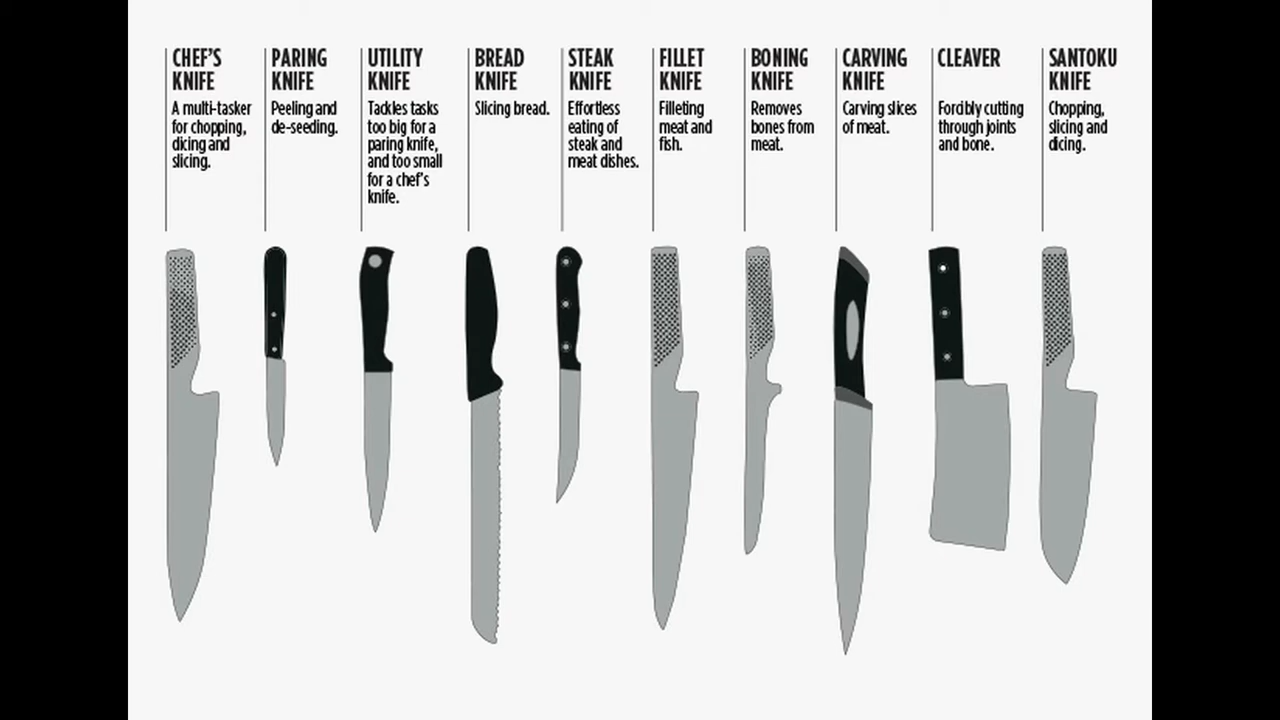 CHEF'S
KNIFE
A multi-tasker
for chopping,
dicing and
slicing.
PARING
KNIFE
Peeling and
de-seeding.
UTILITY
KNIFE
Tackles tasks
too big for a
paring knife,
and too small
for a chef's
knife.
BREAD
KNIFE
Slicing bread.
STEAK
KNIFE
Effortless
eating of
steak and
meat dishes.
FILLET
KNIFE
Filleting
meat and
fish.
BONING
KNIFE
Removes
bones from
meat.
CARVING
KNIFE
Carving slices
of meat.
CLEAVER
Forcibly cutting
through joints
and bone.
SANTOKU
KNIFE
Chopping,
slicing and
dicing.